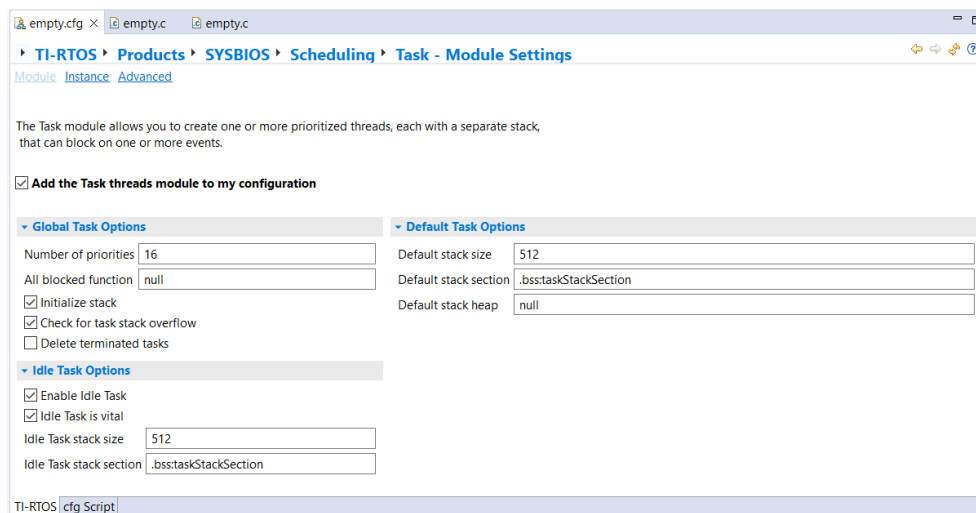 empty.cfg empty.c empty.c
TI-RTOS Products SYSBIOS Scheduling Task - Module Settings
Module Instance Advanced
The Task module allows you to create one or more prioritized threads, each with a separate stack,
that can block on one or more events.
Add the Task threads module to my configuration
Global Task Options
Number of priorities 16
All blocked function null
Initialize stack
Check for task stack overflow
Delete terminated tasks
Idle Task Options
Enable Idle Task
Idle Task is vital
Idle Task stack size 512
Idle Task stack section .bss:taskStackSection
Default Task Options
Default stack size 512
Default stack section .bss:taskStackSection
Default stack heap null
TI-RTOS cfg Script